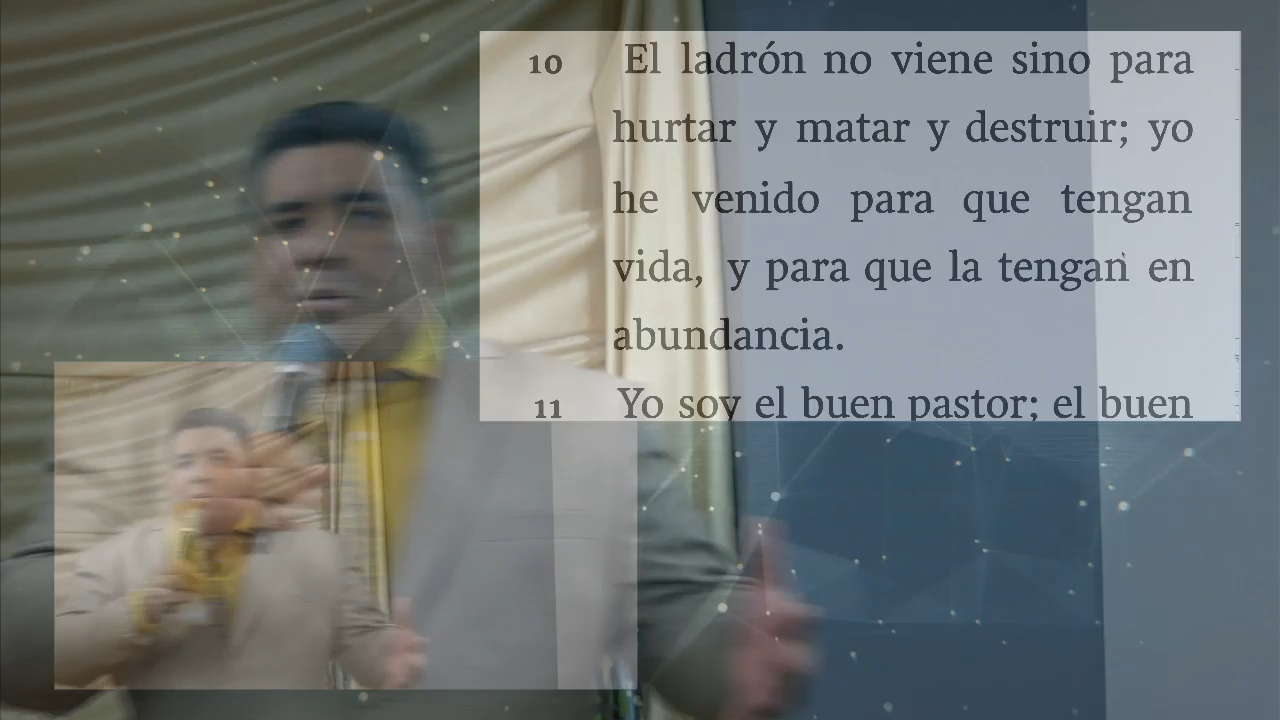 10 El ladrón no viene sino para
hurtar y matar y destruir; yo
he venido para que tengan
vida, y para que la tengan en
abundancia.
11 Yo soy el buen pastor; el buen